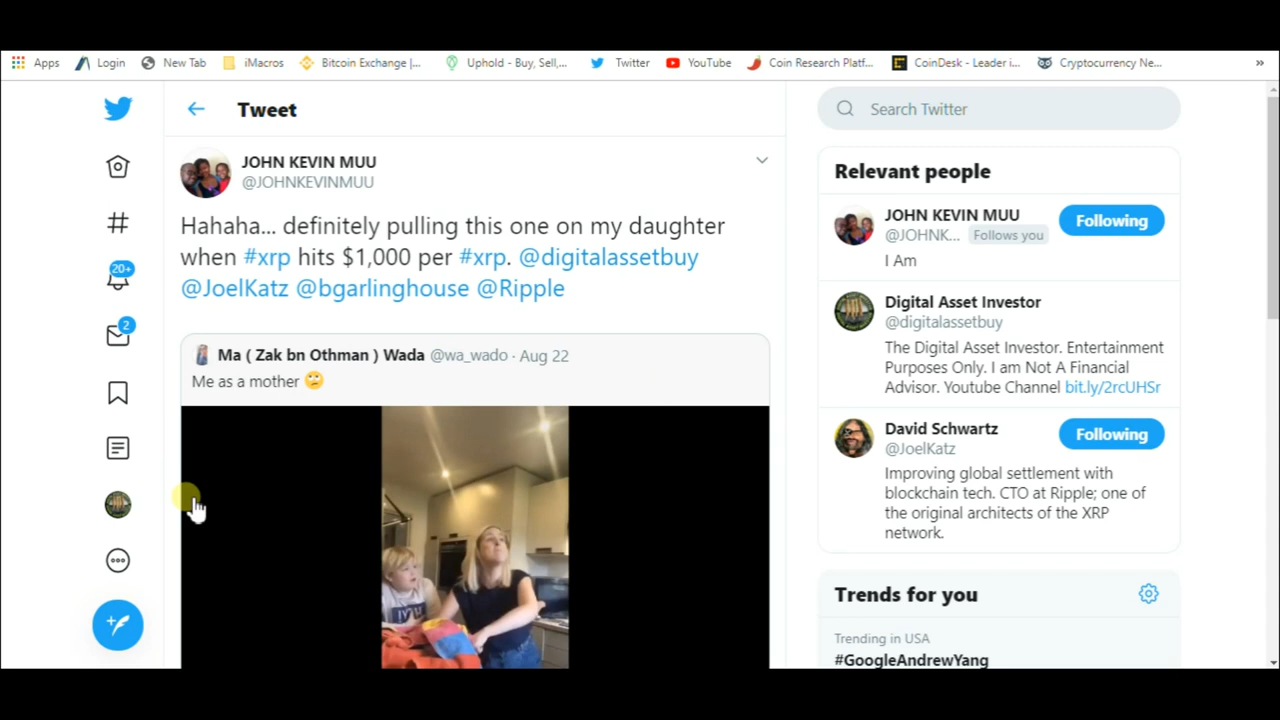 Apps Login New Tab iMacros Bitcoin Exchange |... Uphold - Buy, Sell,... Twitter YouTube Coin Research Platf... CoinDesk - Leader i... Cryptocurrency Ne... »
Tweet
Search Twitter
JOHN KEVIN MUU
@JOHNKEVINMUU
Hahaha... definitely pulling this one on my daughter
when #xrp hits $1,000 per #xrp. @digitalassetbuy
@JoelKatz @bgarlinghouse @Ripple
Ma ( Zak bn Othman ) Wada @wa_wado · Aug 22
Me as a mother 🙄
20+
2
Relevant people
JOHN KEVIN MUU
@JOHNK... Follows you
Following
I Am
Digital Asset Investor
@digitalassetbuy
The Digital Asset Investor. Entertainment
Purposes Only. I am Not A Financial
Advisor. Youtube Channel bit.ly/2rcUHSr
David Schwartz
@JoelKatz
Following
Improving global settlement with
blockchain tech. CTO at Ripple; one of
the original architects of the XRP
network.
Trends for you
Trending in USA
#GoogleAndrewYang